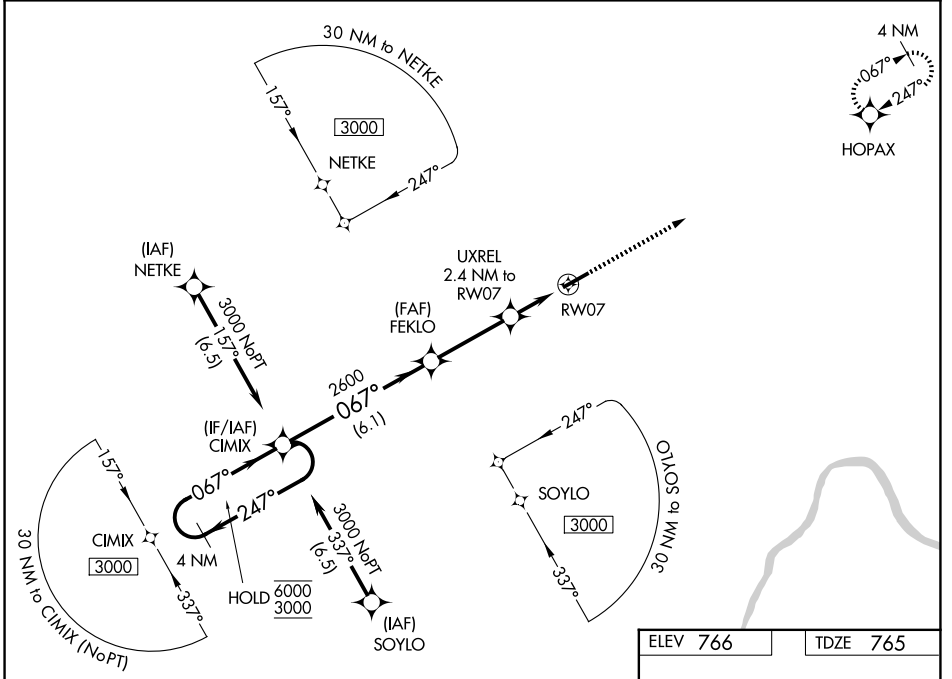 30 NM to NETKE
157°
3000
NETKE
247°
4 NM
067°
247°
HOPAX
(IAF)
NETKE
3000 NoPT
157°
(6.5)
UXREL
2.4 NM to
RW07
RW07
(FAF)
FEKLO
2600
067°
(6.1)
(IF/IAF)
CIMIX
067°
247°
4 NM
HOLD 6000
3000
157°
CIMIX
3000
337°
30 NM to CIMIX (NoPT)
3000 NoPT
337°
(6.5)
(IAF)
SOYLO
247°
SOYLO
3000
337°
30 NM to SOYLO
ELEV 766
TDZE 765